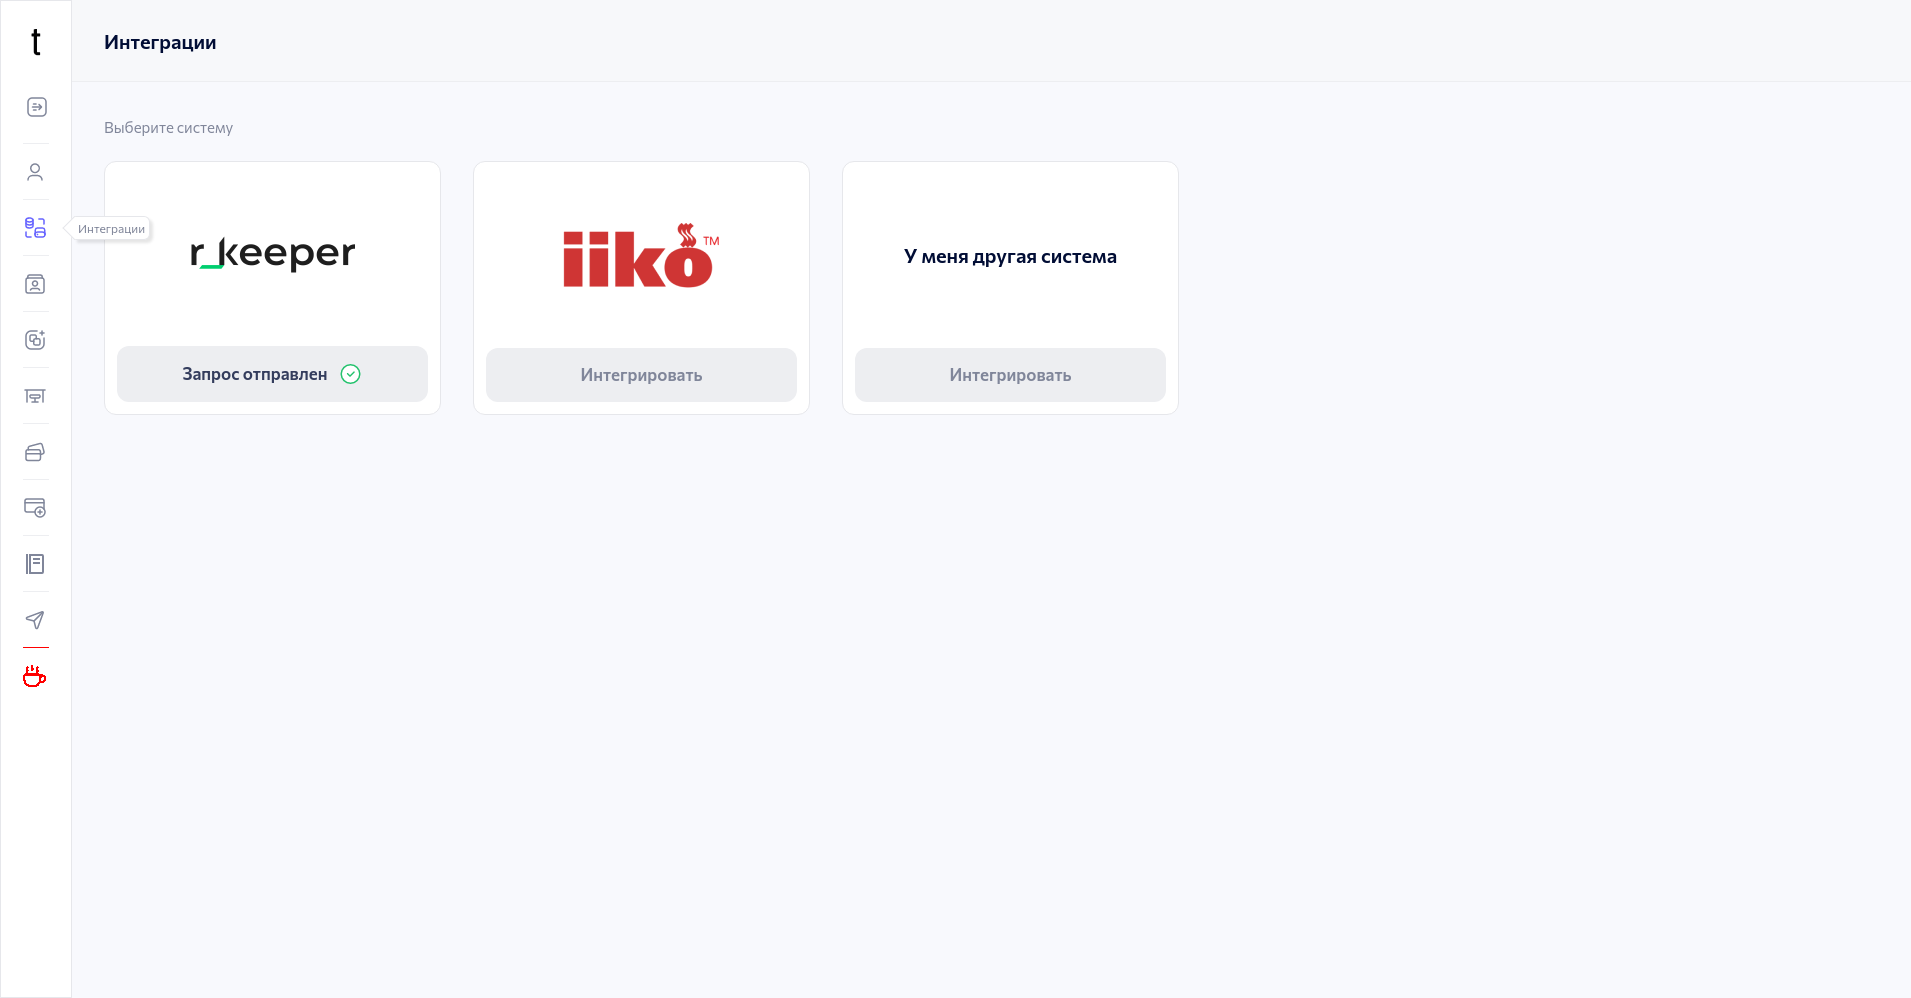 t
Интеграции
Выберите систему
Интеграции
r_keeper
iiko TM
У меня другая система
Запрос отправлен
Интегрировать
Интегрировать